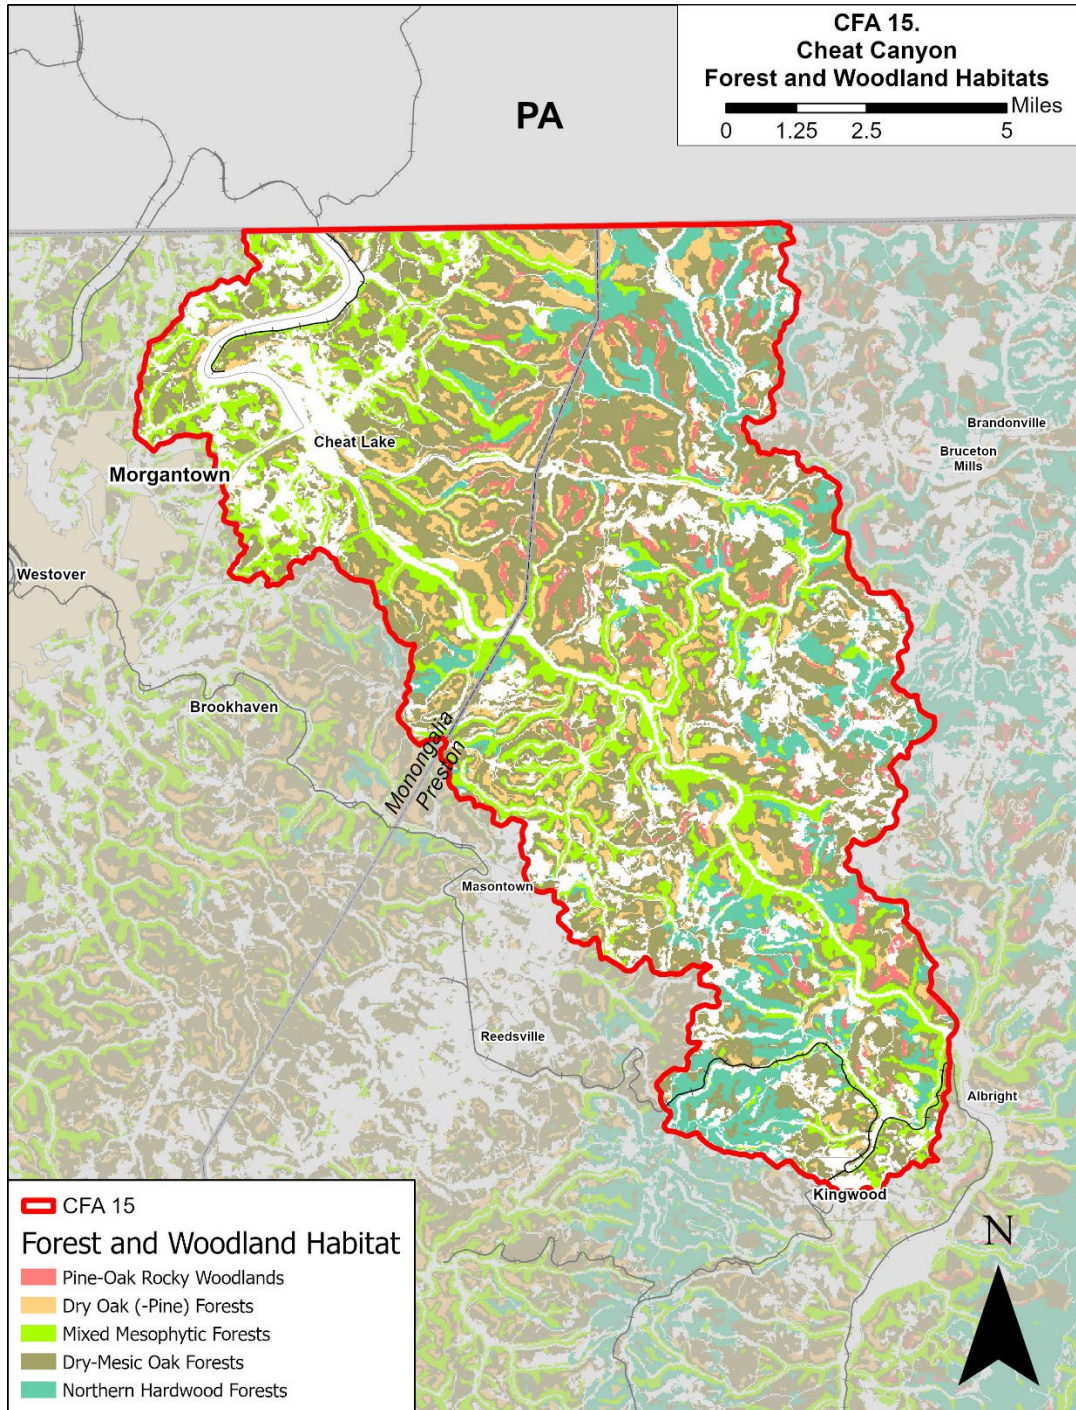 CFA 15.
Cheat Canyon
Forest and Woodland Habitats
Miles
0 1.25 2.5 5
PA
Cheat Lake
Morgantown
Brandonville
Bruceton
Mills
Westover
Brookhaven
Monongalia
Preston
Masontown
Reedsville
Albright
Kingwood
N
CFA 15
Forest and Woodland Habitat
Pine-Oak Rocky Woodlands
Dry Oak (-Pine) Forests
Mixed Mesophytic Forests
Dry-Mesic Oak Forests
Northern Hardwood Forests